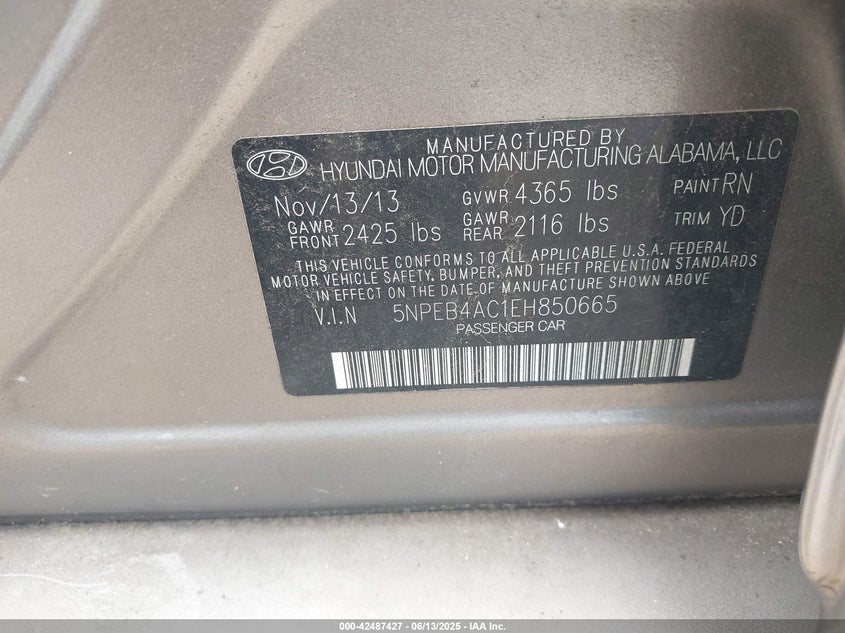 MANUFACTURED BY
HYUNDAI MOTOR MANUFACTURING ALABAMA, LLC
Nov/13/13 GVWR 4365 lbs PAINT RN
GAWR FRONT 2425 lbs GAWR REAR 2116 lbs TRIM YD
THIS VEHICLE CONFORMS TO ALL APPLICABLE U.S.A. FEDERAL
MOTOR VEHICLE SAFETY, BUMPER, AND THEFT PREVENTION STANDARDS
IN EFFECT ON THE DATE OF MANUFACTURE SHOWN ABOVE
V.I.N 5NPEB4AC1EH850665
PASSENGER CAR
000-42487427 - 06/13/2025 - IAA Inc.